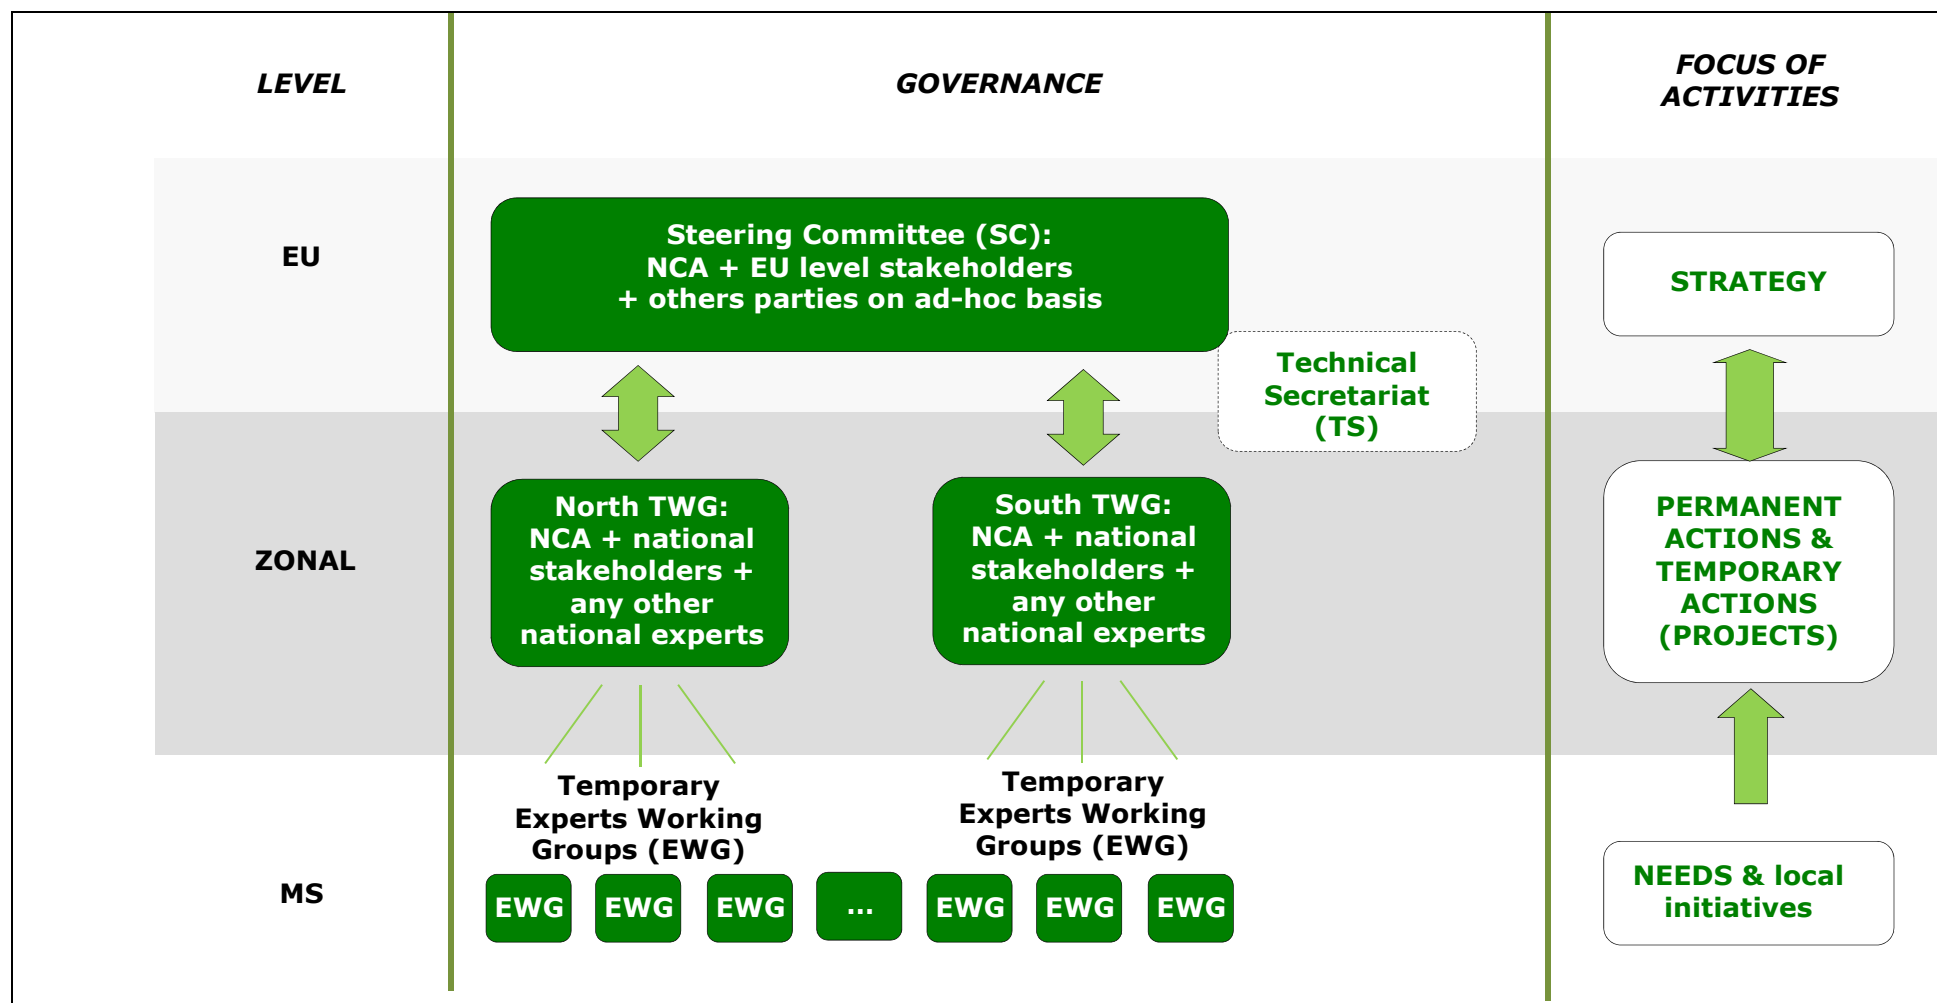 LEVEL
GOVERNANCE
FOCUS OF
ACTIVITIES
EU
Steering Committee (SC):
NCA + EU level stakeholders
+ others parties on ad-hoc basis
STRATEGY
Technical
Secretariat
(TS)
ZONAL
North TWG:
NCA + national
stakeholders +
any other
national experts
South TWG:
NCA + national
stakeholders +
any other
national experts
PERMANENT
ACTIONS &
TEMPORARY
ACTIONS
(PROJECTS)
Temporary
Experts Working
Groups (EWG)
Temporary
Experts Working
Groups (EWG)
MS
EWG
EWG
EWG
...
EWG
EWG
EWG
NEEDS & local
initiatives